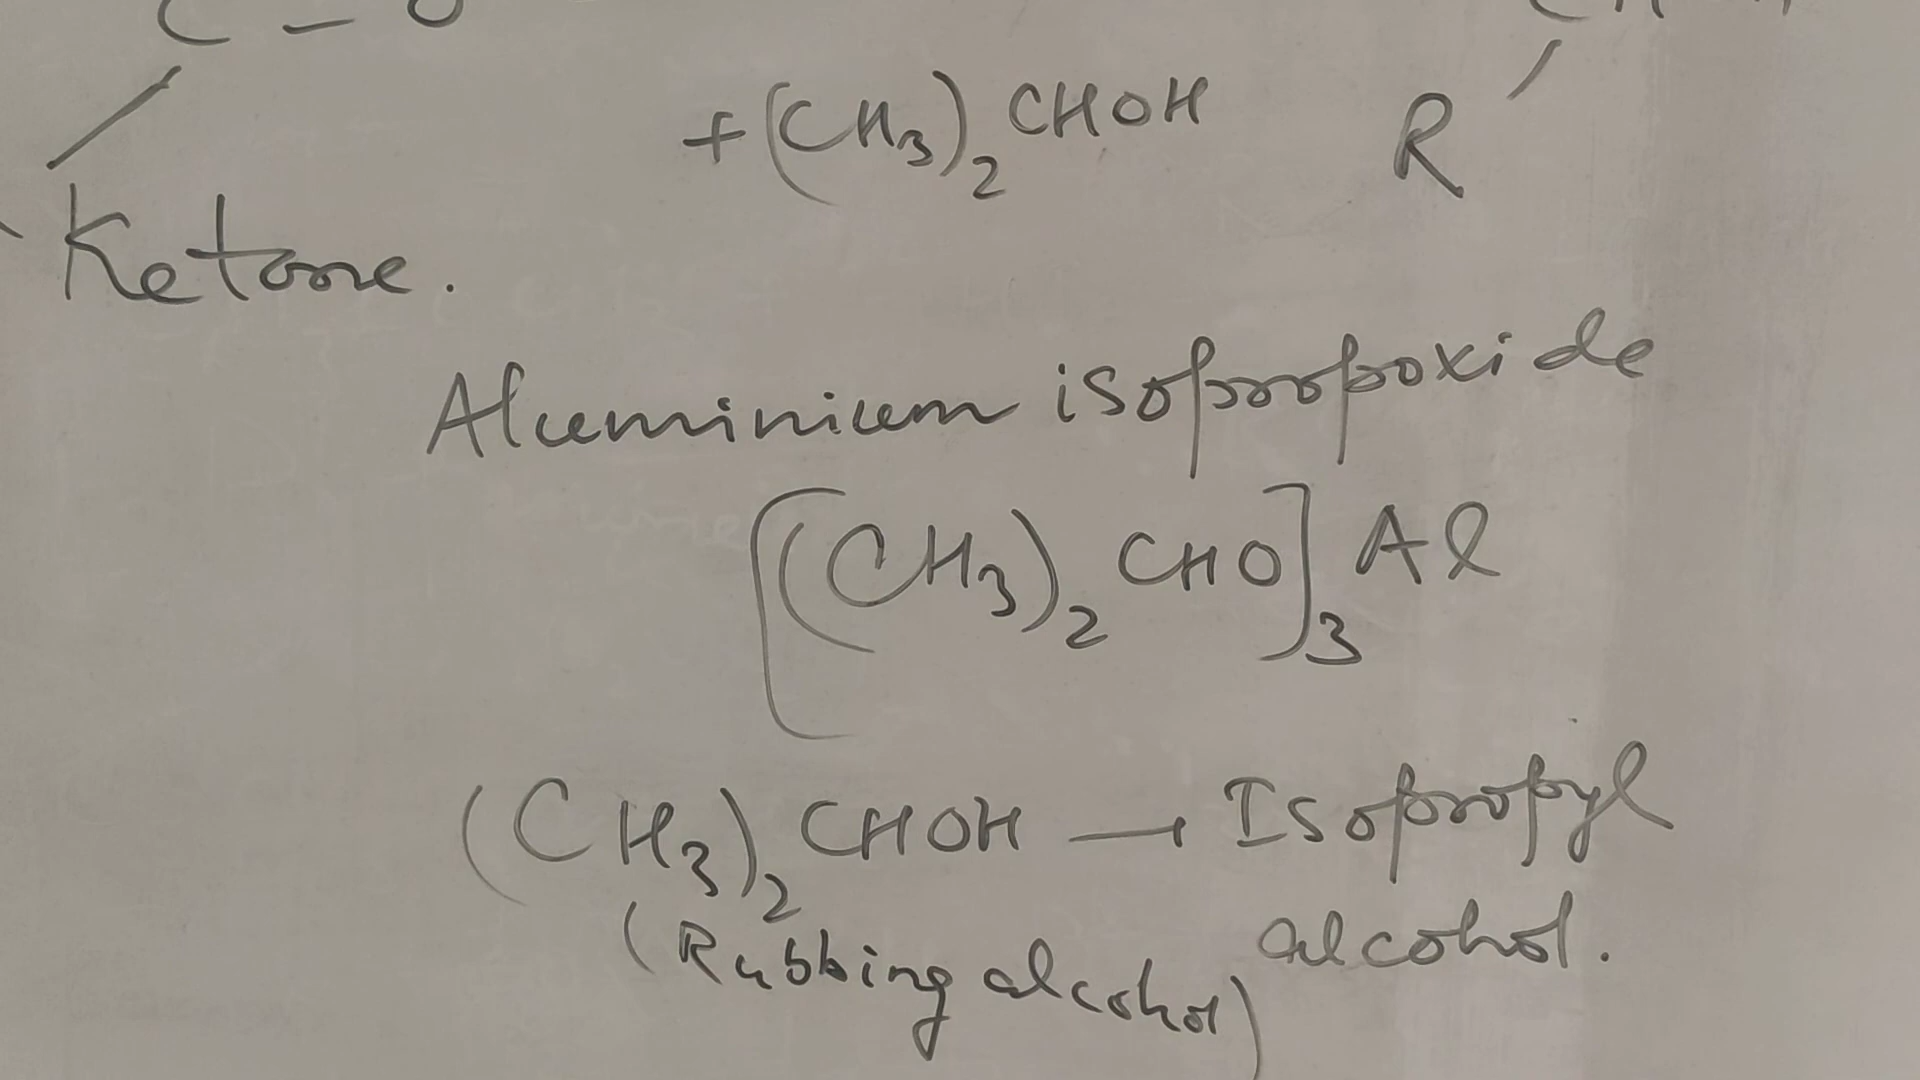 +(CH₃)₂CHOH R
Ketone.
Aluminium isopropoxide
[(CH₃)₂CHO]₃Al
(CH₃)₂CHOH → Isopropyl
(Rubbing alcohol) alcohol.